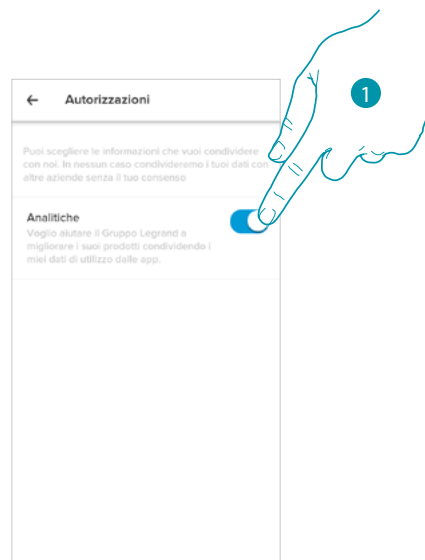 Autorizzazioni
1
Puoi scegliere le informazioni che vuoi condividere
con noi. In nessun caso condivideremo i tuoi dati con
altre aziende senza il tuo consenso
Analitiche
Voglio aiutare il Gruppo Legrand a
migliorare i suoi prodotti condividendo i
miei dati di utilizzo dalle app.